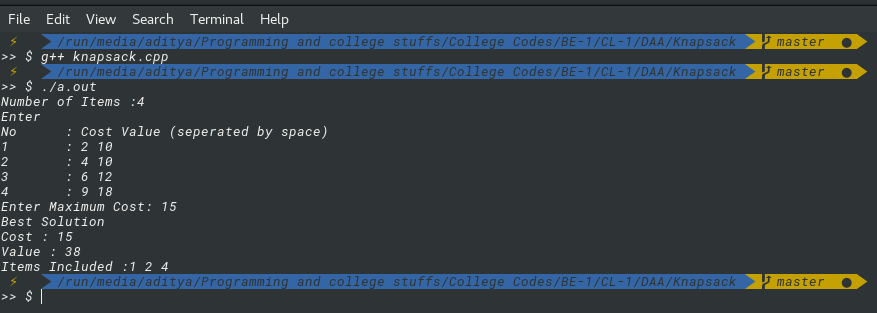 File Edit View Search Terminal Help
⚡ /run/media/aditya/Programming and college stuffs/College Codes/BE-1/CL-1/DAA/Knapsack master ●
>> $ g++ knapsack.cpp
⚡ /run/media/aditya/Programming and college stuffs/College Codes/BE-1/CL-1/DAA/Knapsack master ●
>> $ ./a.out
Number of Items :4
Enter
No : Cost Value (seperated by space)
1 : 2 10
2 : 4 10
3 : 6 12
4 : 9 18
Enter Maximum Cost: 15
Best Solution
Cost : 15
Value : 38
Items Included :1 2 4
⚡ /run/media/aditya/Programming and college stuffs/College Codes/BE-1/CL-1/DAA/Knapsack master ●
>> $